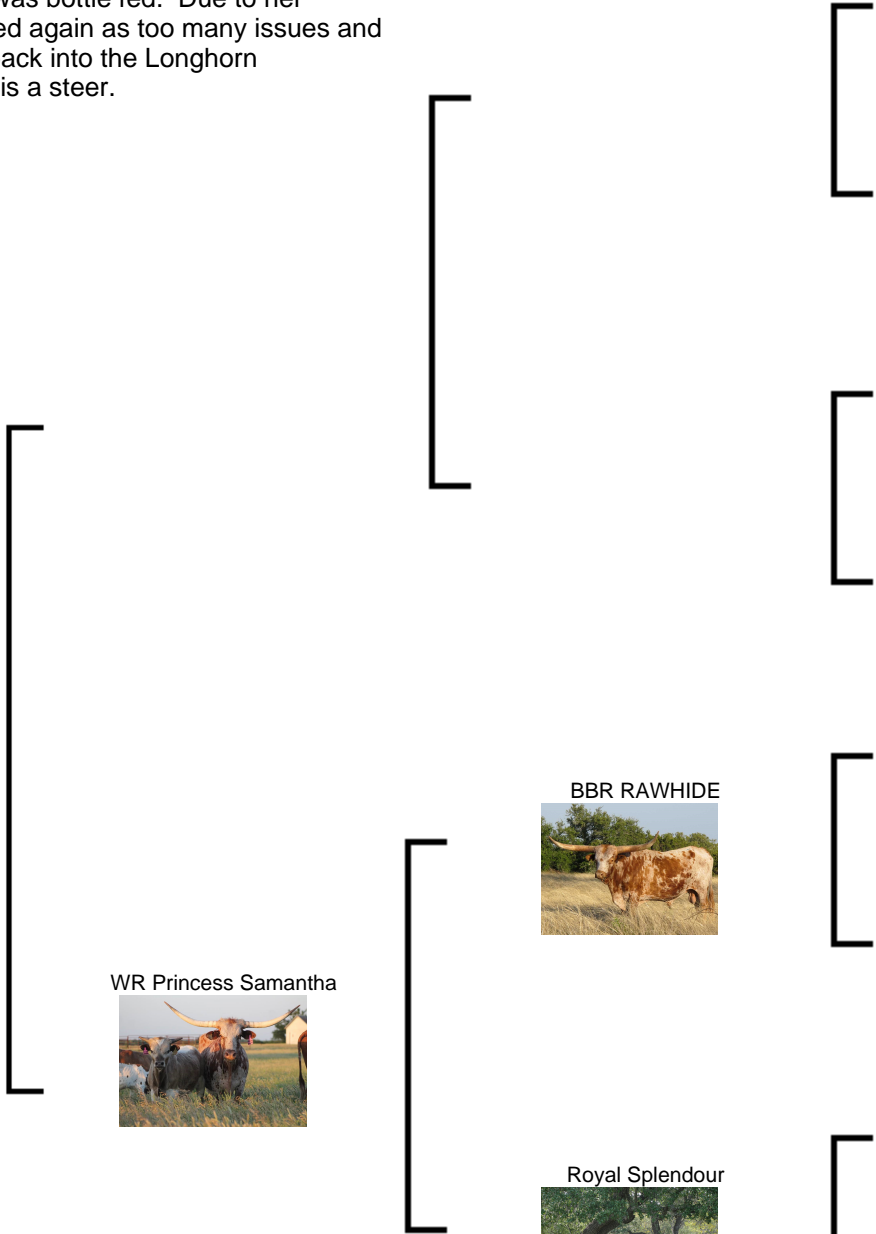 was bottle fed. Due to her
ed again as too many issues and
ack into the Longhorn
is a steer.
BBR RAWHIDE
WR Princess Samantha
Royal Splendour